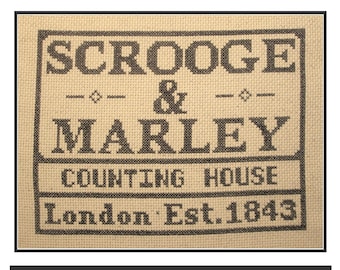 SCROOGE
&
MARLEY
COUNTING HOUSE
London Est.1843